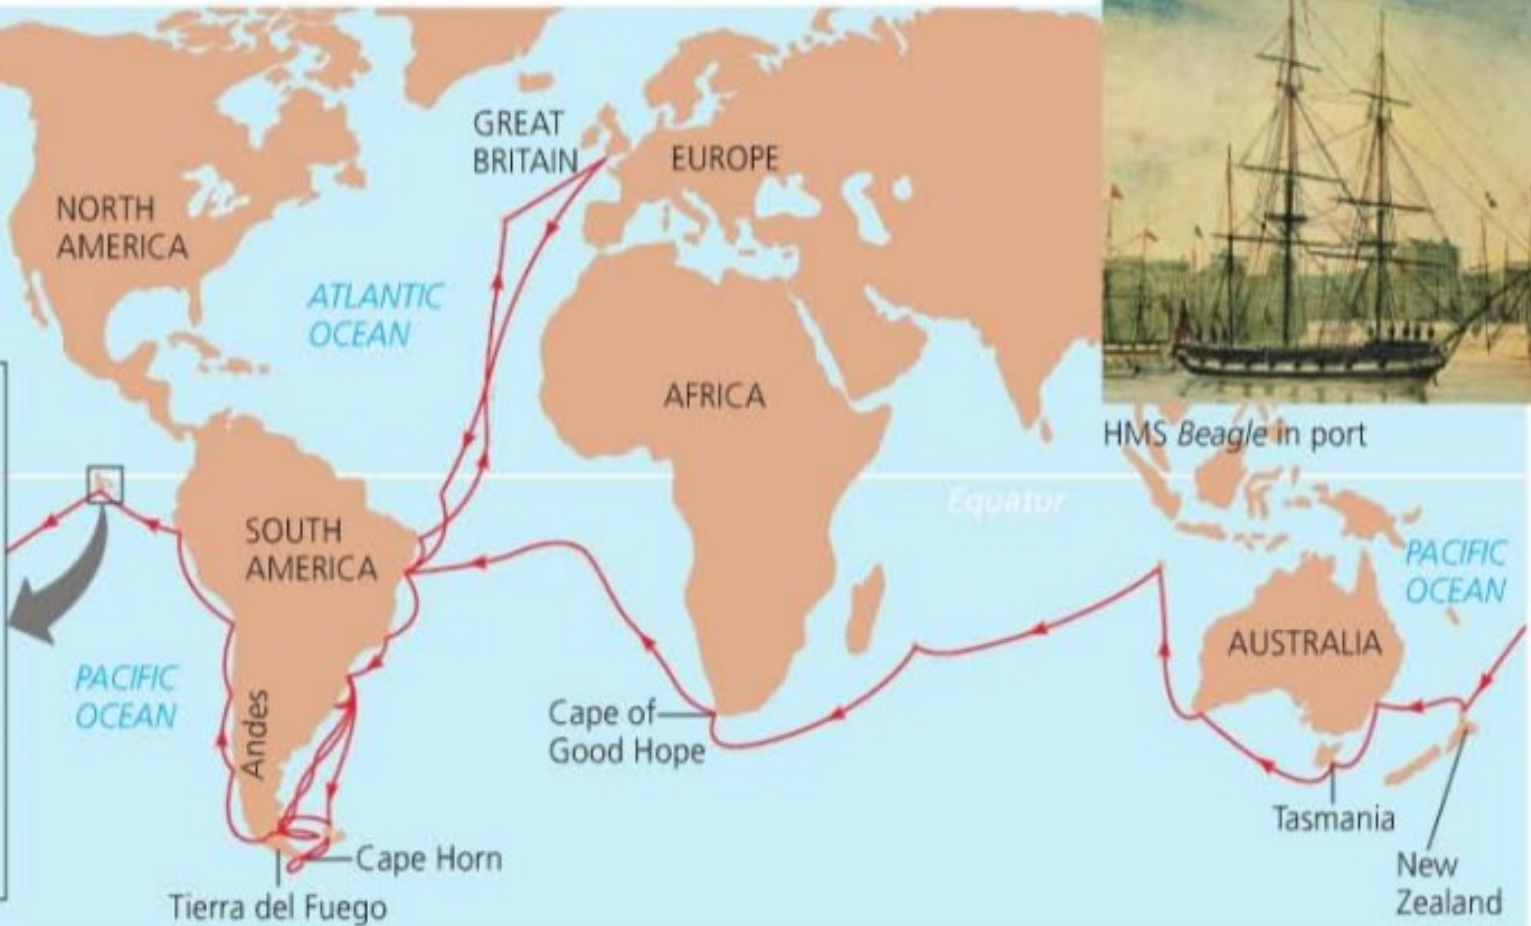 GREAT
BRITAIN
EUROPE
NORTH
AMERICA
ATLANTIC
OCEAN
AFRICA
HMS Beagle in port
Equator
SOUTH
AMERICA
PACIFIC
OCEAN
AUSTRALIA
PACIFIC
OCEAN
Andes
Cape of
Good Hope
Tasmania
Cape Horn
New
Zealand
Tierra del Fuego